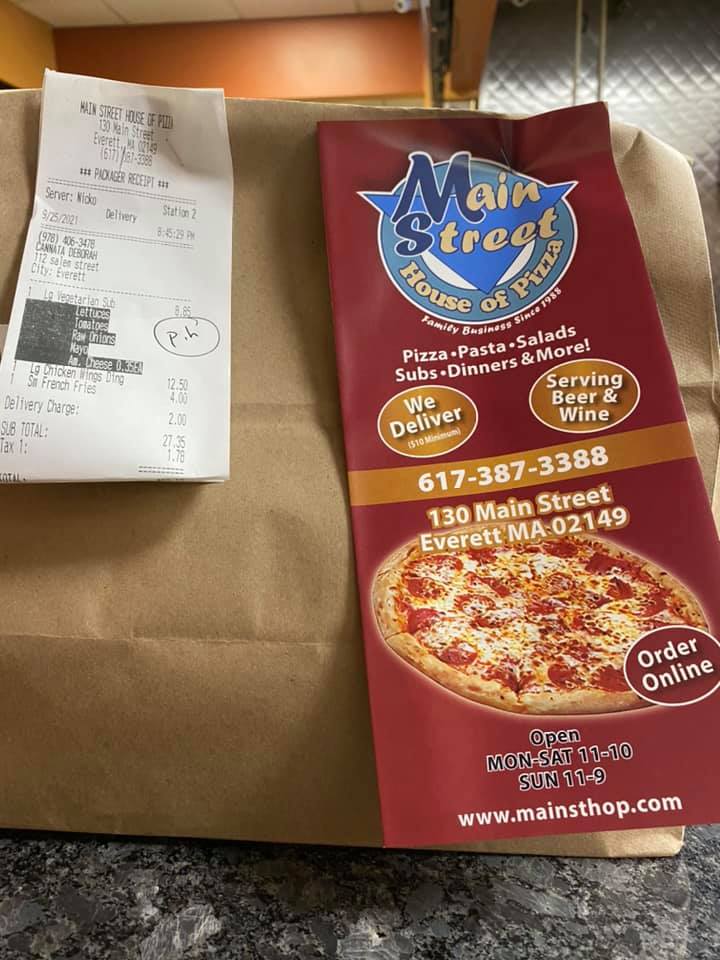 MAIN STREET HOUSE OF PIZZA
130 Main Street
Everett, MA 02149
(617) 387-3388
*** PACKAGER RECEIPT ***
Server: Nicko Station 2
9/25/2021 Delivery 8:45:29 PM
(978) 406-3478
CANNATA DEBORAH
112 salem street
City: Everett
1 Lg Vegetarian Sub 8.85
Lettuces
Tomatoes
Raw Onions
Mayo
Am. Cheese 0.35EA
1 Lg Chicken Wings Ding 12.50
1 Sm French Fries 4.00
Delivery Charge: 2.00
SUB TOTAL: 27.35
Tax 1: 1.78
Main
Street
House of Pizza
Family Business Since 1988
Pizza•Pasta•Salads
Subs•Dinners & More!
We
Deliver
($10 Minimum)
Serving
Beer &
Wine
617-387-3388
130 Main Street
Everett MA 02149
Order
Online
Open
MON-SAT 11-10
SUN 11-9
www.mainsthop.com